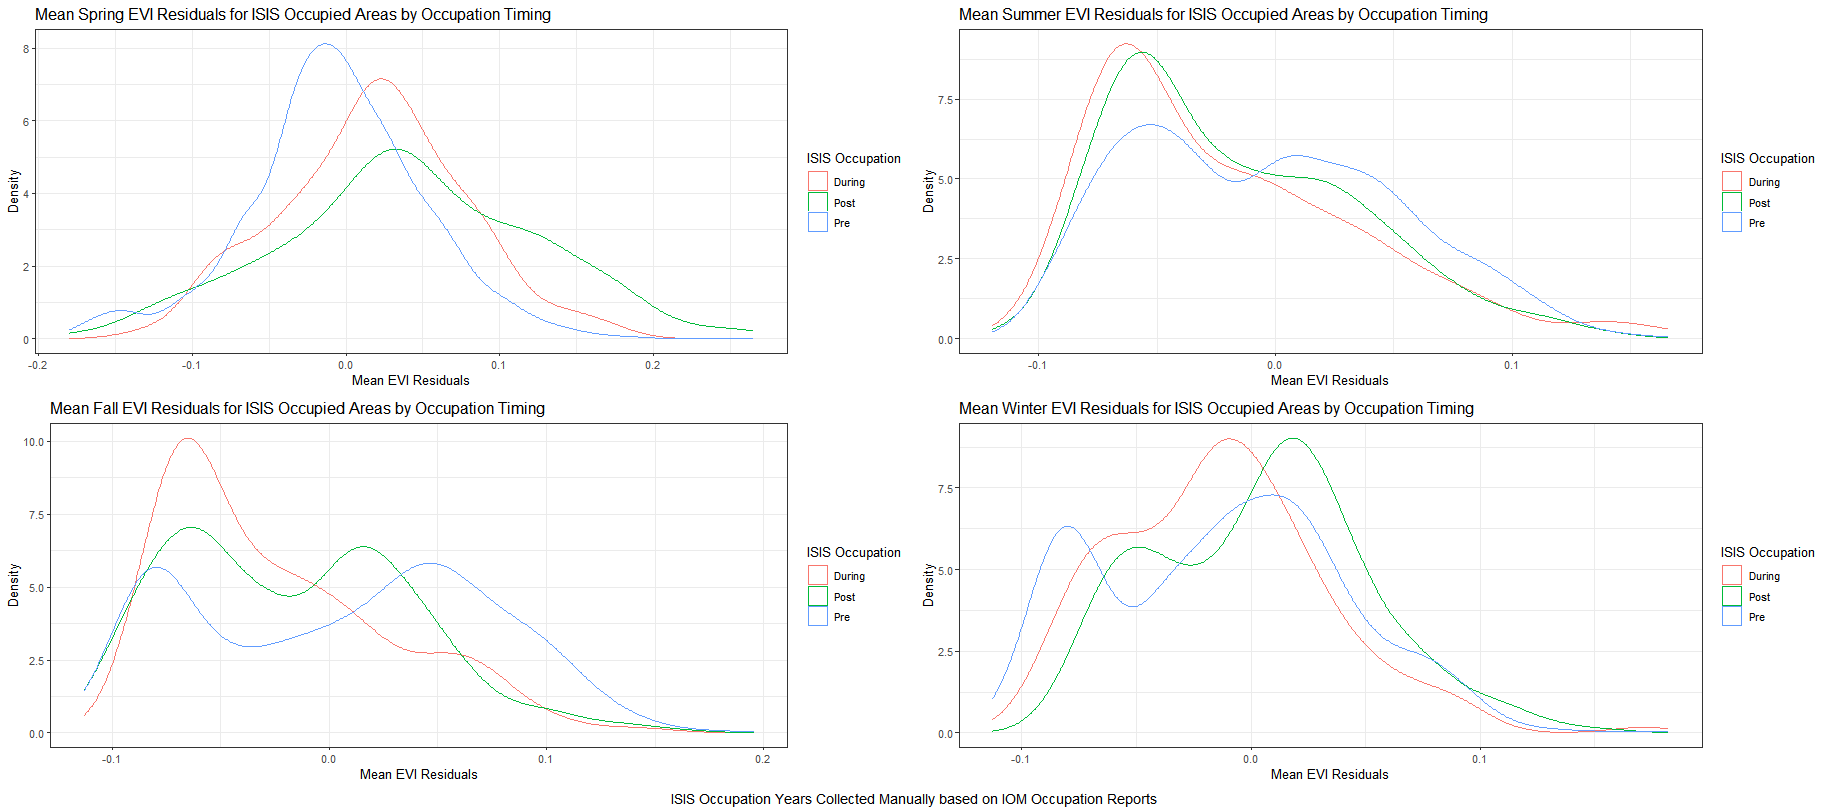 Mean Spring EVI Residuals for ISIS Occupied Areas by Occupation Timing
8
6
4
2
0
Density
-0.2
-0.1
0.0
0.1
0.2
Mean EVI Residuals
ISIS Occupation
During
Post
Pre
Mean Summer EVI Residuals for ISIS Occupied Areas by Occupation Timing
7.5
5.0
2.5
0.0
Density
-0.1
0.0
0.1
Mean EVI Residuals
ISIS Occupation
During
Post
Pre
Mean Fall EVI Residuals for ISIS Occupied Areas by Occupation Timing
10.0
7.5
5.0
2.5
0.0
Density
-0.1
0.0
0.1
0.2
Mean EVI Residuals
ISIS Occupation
During
Post
Pre
Mean Winter EVI Residuals for ISIS Occupied Areas by Occupation Timing
7.5
5.0
2.5
0.0
Density
-0.1
0.0
0.1
Mean EVI Residuals
ISIS Occupation
During
Post
Pre
ISIS Occupation Years Collected Manually based on IOM Occupation Reports